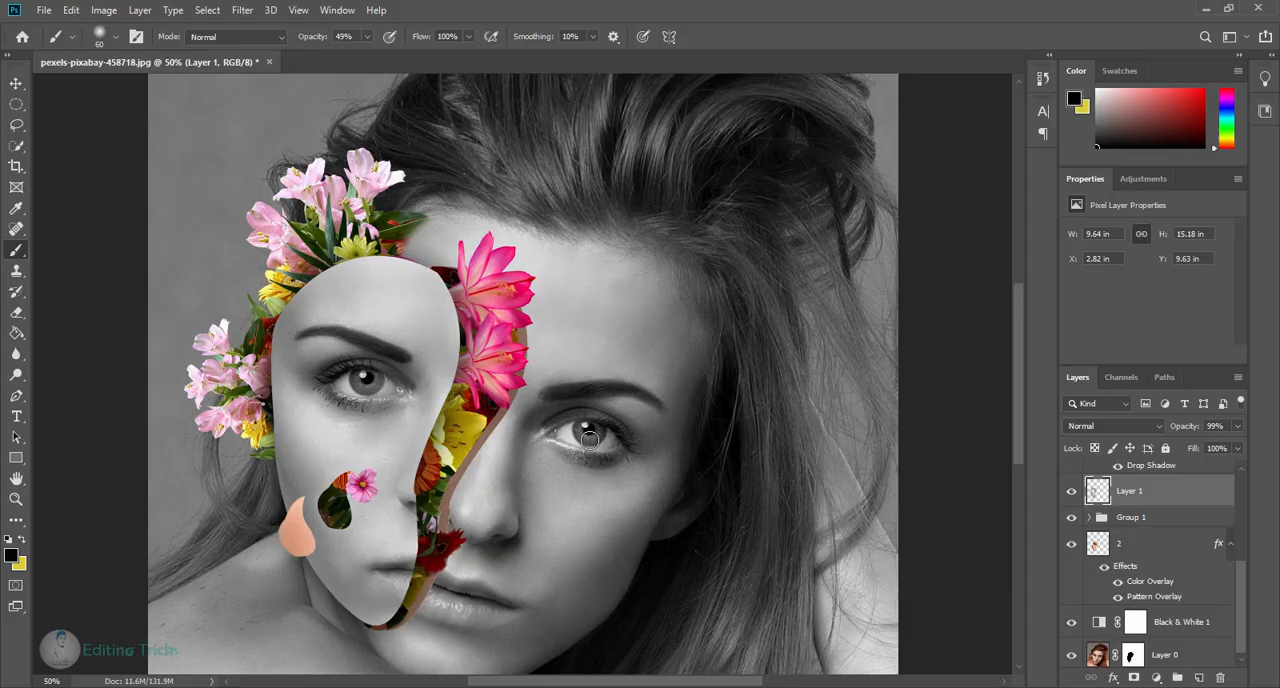 Ps File Edit Image Layer Type Select Filter 3D View Window Help
60 Mode: Normal Opacity: 49% Flow: 100% Smoothing: 10%
pexels-pixabay-458718.jpg @ 50% (Layer 1, RGB/8) *
Color Swatches
Properties Adjustments
Pixel Layer Properties
W: 9.64 in GO H: 15.18 in
X: 2.82 in Y: 9.63 in
Layers Channels Paths
Kind
Normal Opacity: 99%
Lock: Fill: 100%
Drop Shadow
Layer 1
Group 1
2 fx
Effects
Color Overlay
Pattern Overlay
Black & White 1
Layer 0
Editing Tricks
50% Doc: 11.6M/131.9M